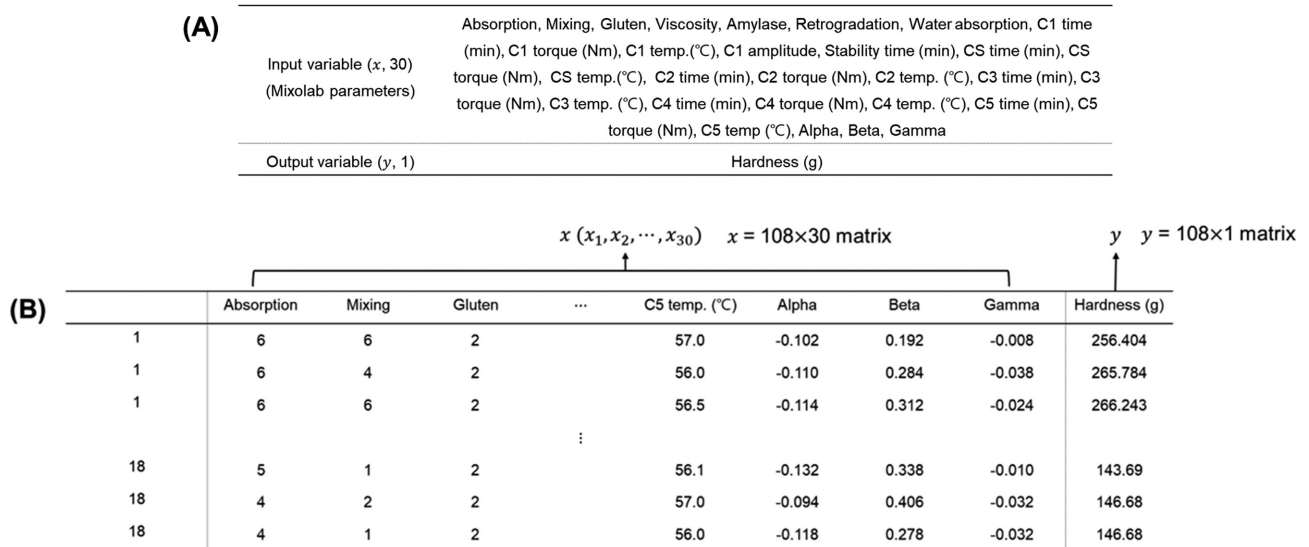 (A)
Absorption, Mixing, Gluten, Viscosity, Amylase, Retrogradation, Water absorption, C1 time
(min), C1 torque (Nm), C1 temp.(℃), C1 amplitude, Stability time (min), CS time (min), CS
torque (Nm), CS temp.(℃), C2 time (min), C2 torque (Nm), C2 temp. (℃), C3 time (min), C3
torque (Nm), C3 temp. (℃), C4 time (min), C4 torque (Nm), C4 temp. (℃), C5 time (min), C5
torque (Nm), C5 temp (℃), Alpha, Beta, Gamma
Input variable (x, 30)
(Mixolab parameters)
Output variable (y, 1) Hardness (g)
x (x₁, x₂, ⋯, x₃₀) x = 108×30 matrix y y = 108×1 matrix
(B)
Absorption Mixing Gluten ⋯ C5 temp. (℃) Alpha Beta Gamma Hardness (g)
1 6 6 2 57.0 -0.102 0.192 -0.008 256.404
1 6 4 2 56.0 -0.110 0.284 -0.038 265.784
1 6 6 2 56.5 -0.114 0.312 -0.024 266.243
⋮
18 5 1 2 56.1 -0.132 0.338 -0.010 143.69
18 4 2 2 57.0 -0.094 0.406 -0.032 146.68
18 4 1 2 56.0 -0.118 0.278 -0.032 146.68